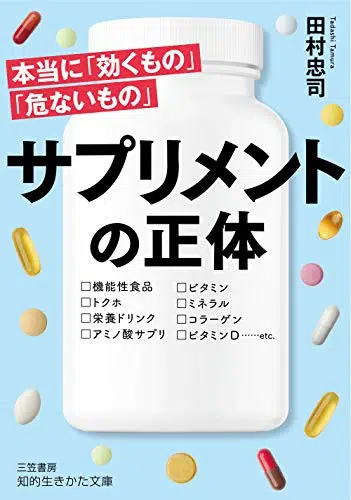 本当に「効くもの」
「危ないもの」
田村忠司
Tadashi Tamura
サプリメント
の正体
□機能性食品
□トクホ
□栄養ドリンク
□アミノ酸サプリ
□ビタミン
□ミネラル
□コラーゲン
□ビタミンD……etc.
三笠書房
知的生きかた文庫